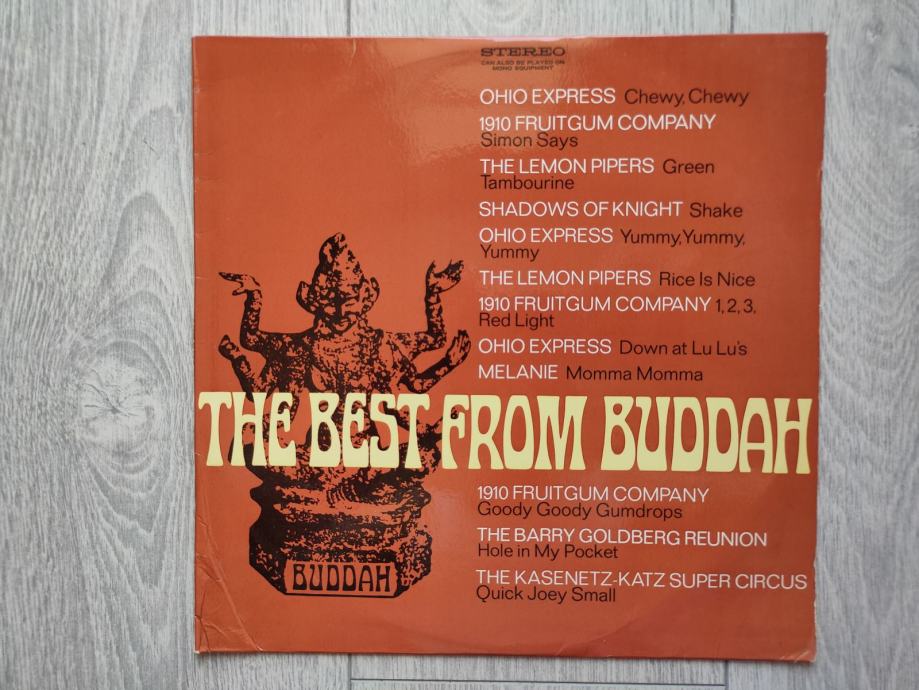 STEREO
CAN ALSO BE PLAYED ON
MONO EQUIPMENT
OHIO EXPRESS Chewy, Chewy
1910 FRUITGUM COMPANY
Simon Says
THE LEMON PIPERS Green
Tambourine
SHADOWS OF KNIGHT Shake
OHIO EXPRESS Yummy, Yummy,
Yummy
THE LEMON PIPERS Rice Is Nice
1910 FRUITGUM COMPANY 1, 2, 3,
Red Light
OHIO EXPRESS Down at Lu Lu's
MELANIE Momma Momma
THE BEST FROM BUDDAH
1910 FRUITGUM COMPANY
Goody Goody Gumdrops
THE BARRY GOLDBERG REUNION
Hole in My Pocket
THE KASENETZ-KATZ SUPER CIRCUS
Quick Joey Small
BUDDAH